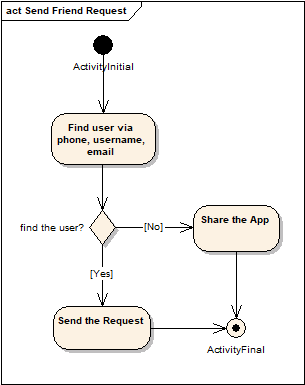 act Send Friend Request
ActivityInitial
Find user via
phone, username,
email
find the user?
[No]
Share the App
[Yes]
Send the Request
ActivityFinal